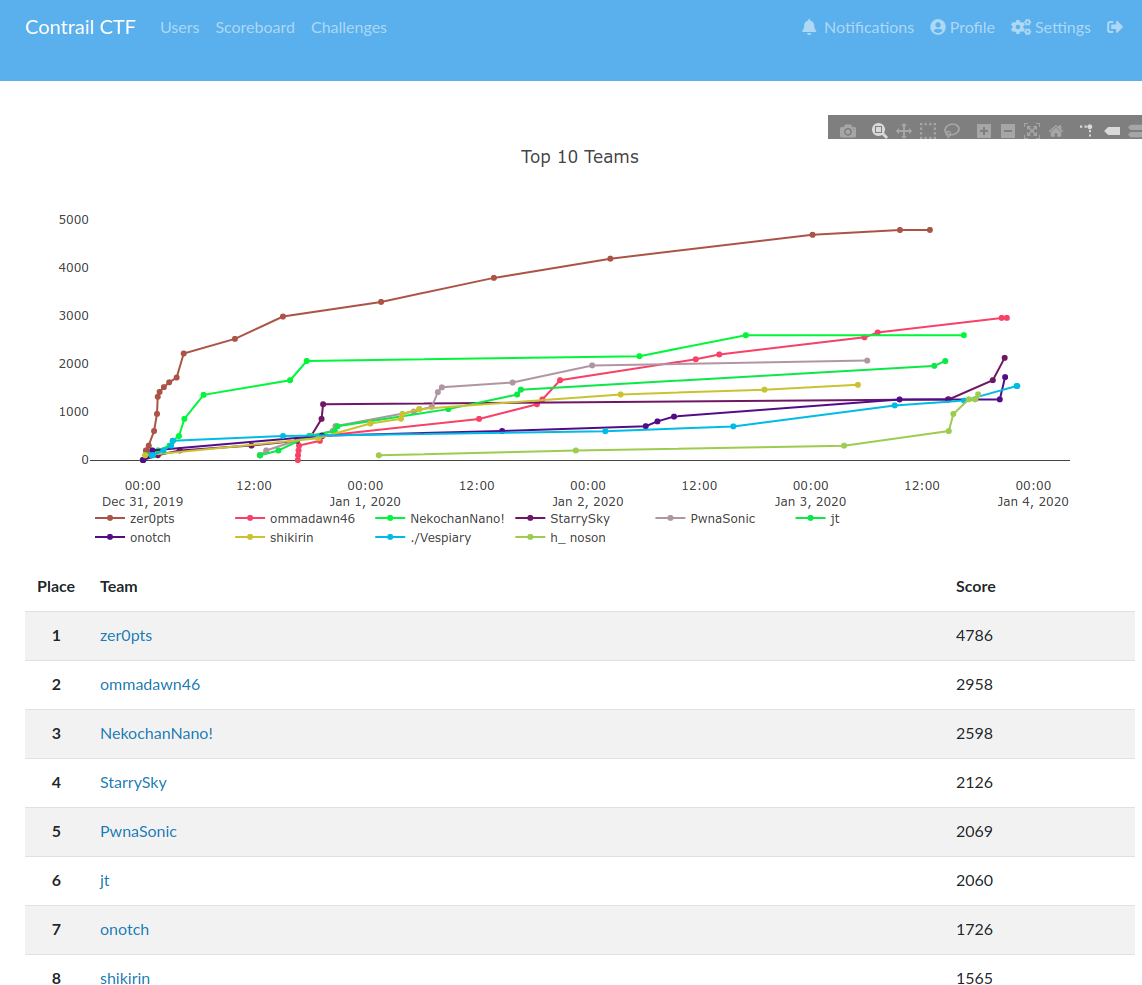 Contrail CTF Users Scoreboard Challenges Notifications Profile Settings
Top 10 Teams
5000
4000
3000
2000
1000
0
00:00 12:00 00:00 12:00 00:00 12:00 00:00 12:00 00:00
Dec 31, 2019 Jan 1, 2020 Jan 2, 2020 Jan 3, 2020 Jan 4, 2020
zer0pts ommadawn46 NekochanNano! StarrySky PwnaSonic jt
onotch shikirin ./Vespiary h_ noson
Place Team Score
1 zer0pts 4786
2 ommadawn46 2958
3 NekochanNano! 2598
4 StarrySky 2126
5 PwnaSonic 2069
6 jt 2060
7 onotch 1726
8 shikirin 1565